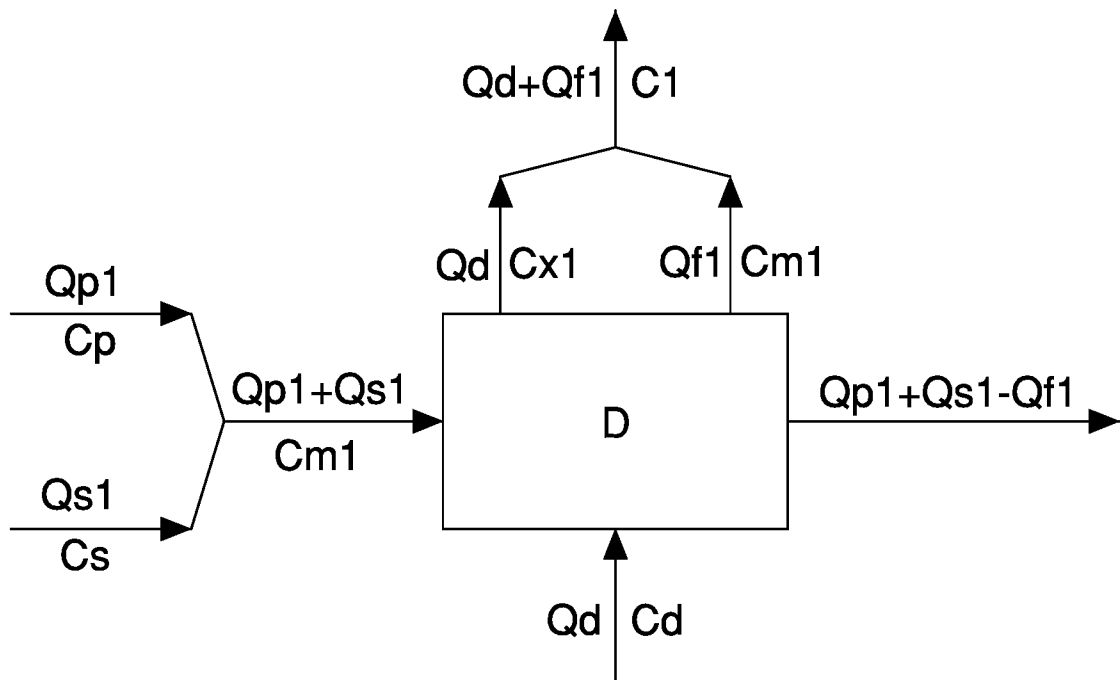 Qd+Qf1 C1
Qd Cx1 Qf1 Cm1
Qp1
Cp
Qp1+Qs1
Cm1
D
Qp1+Qs1-Qf1
Qs1
Cs
Qd Cd